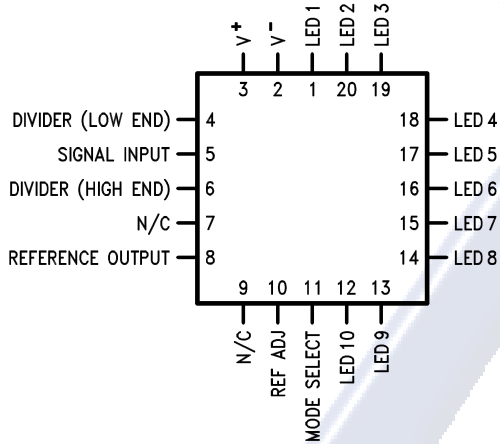 V+
V-
LED 1
LED 2
LED 3
3 2 1 20 19
DIVIDER (LOW END) 4
SIGNAL INPUT 5
DIVIDER (HIGH END) 6
N/C 7
REFERENCE OUTPUT 8
18 LED 4
17 LED 5
16 LED 6
15 LED 7
14 LED 8
9 10 11 12 13
N/C
REF ADJ
MODE SELECT
LED 10
LED 9